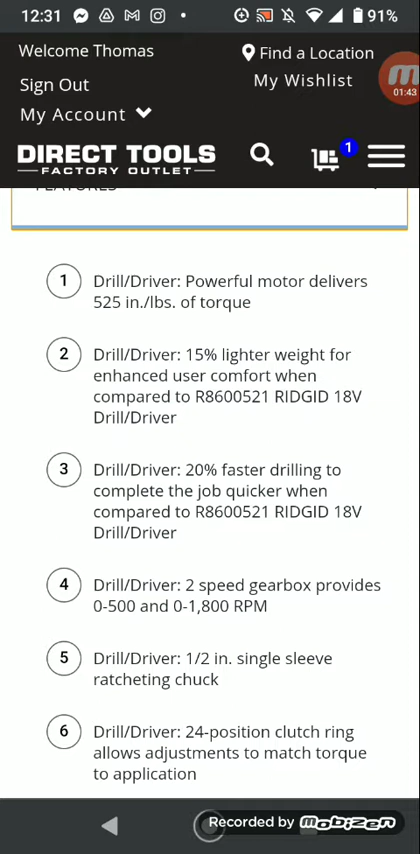 12:31
91%
Welcome Thomas
Find a Location
Sign Out
My Wishlist
01:43
My Account
DIRECT TOOLS
FACTORY OUTLET
1
FEATURES
1 Drill/Driver: Powerful motor delivers
525 in./lbs. of torque
2 Drill/Driver: 15% lighter weight for
enhanced user comfort when
compared to R8600521 RIDGID 18V
Drill/Driver
3 Drill/Driver: 20% faster drilling to
complete the job quicker when
compared to R8600521 RIDGID 18V
Drill/Driver
4 Drill/Driver: 2 speed gearbox provides
0-500 and 0-1,800 RPM
5 Drill/Driver: 1/2 in. single sleeve
ratcheting chuck
6 Drill/Driver: 24-position clutch ring
allows adjustments to match torque
to application
Recorded by mobizen